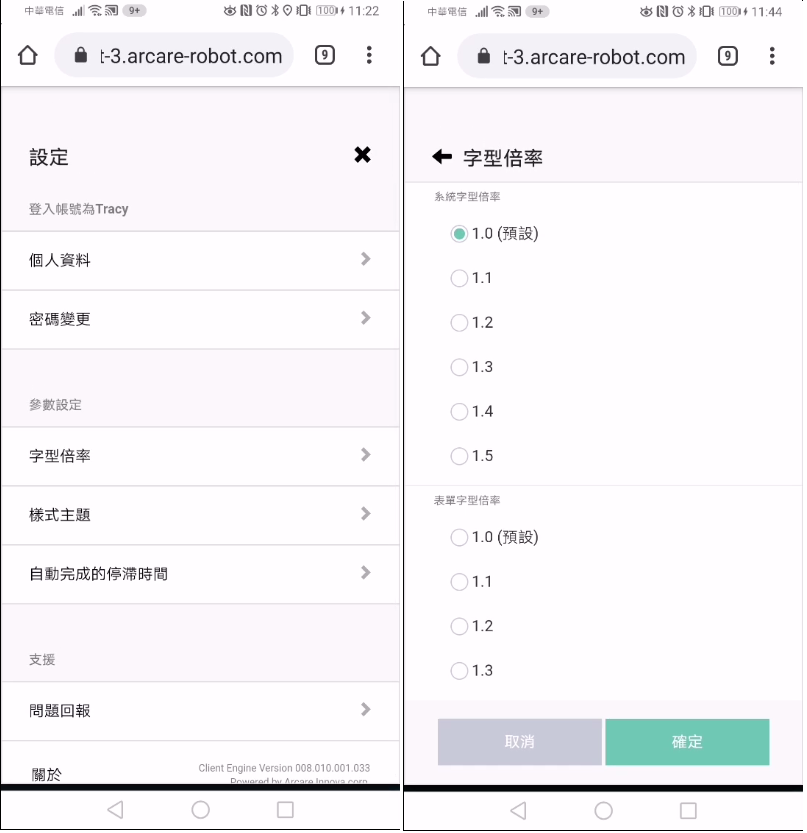 中華電信 9+ 100 11:22
9
t-3.arcare-robot.com
設定
登入帳號為Tracy
個人資料
密碼變更
參數設定
字型倍率
樣式主題
自動完成的停滯時間
支援
問題回報
關於
Client Engine Version 008.010.001.033
Powered by Arcare Innova corp.
中華電信 9+ 100 11:44
t-3.arcare-robot.com
9
字型倍率
系統字型倍率
1.0 (預設)
1.1
1.2
1.3
1.4
1.5
表單字型倍率
1.0 (預設)
1.1
1.2
1.3
取消
確定